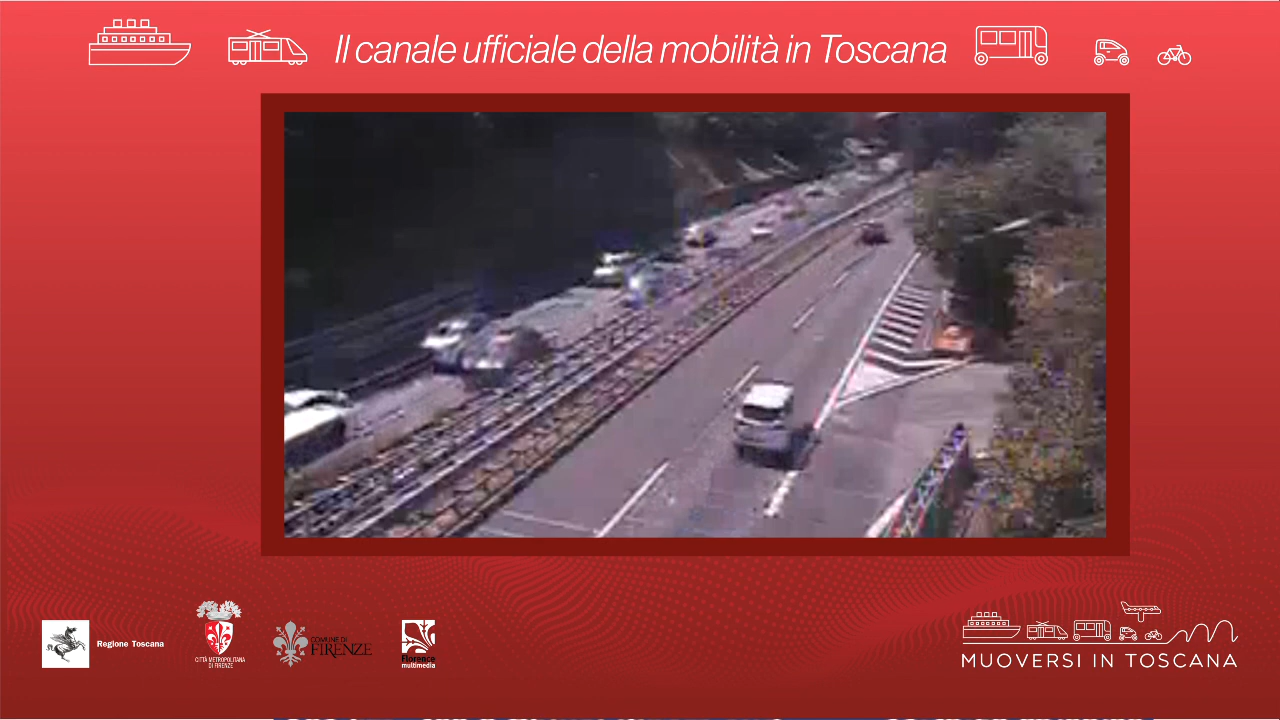 Il canale ufficiale della mobilità in Toscana
Regione Toscana
CITTÀ METROPOLITANA
DI FIRENZE
COMUNE DI
FIRENZE
Florence
multimedia
MUOVERSI IN TOSCANA